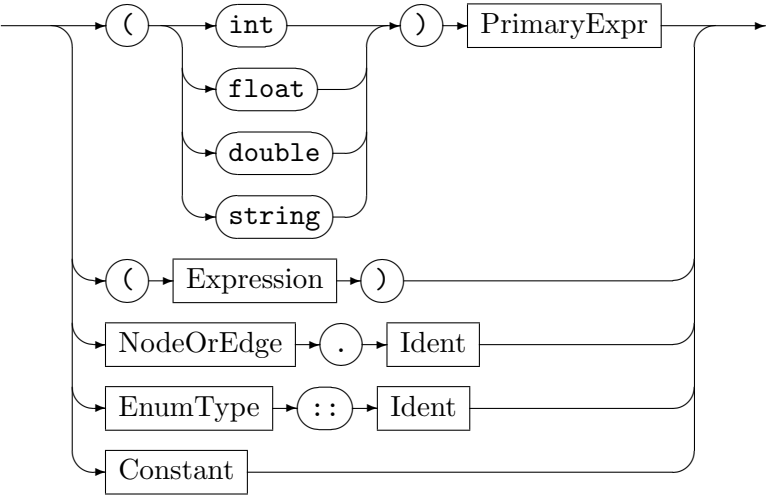 ( int ) PrimaryExpr
float
double
string
( Expression )
NodeOrEdge . Ident
EnumType :: Ident
Constant